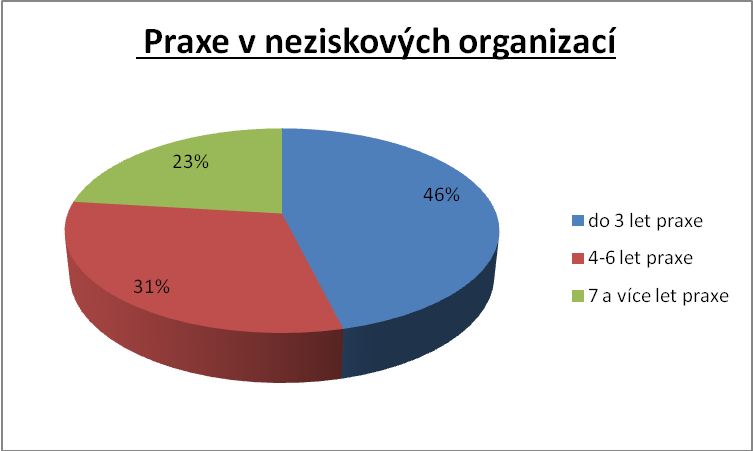 Praxe v neziskových organizací
23%
46%
31%
do 3 let praxe
4-6 let praxe
7 a více let praxe